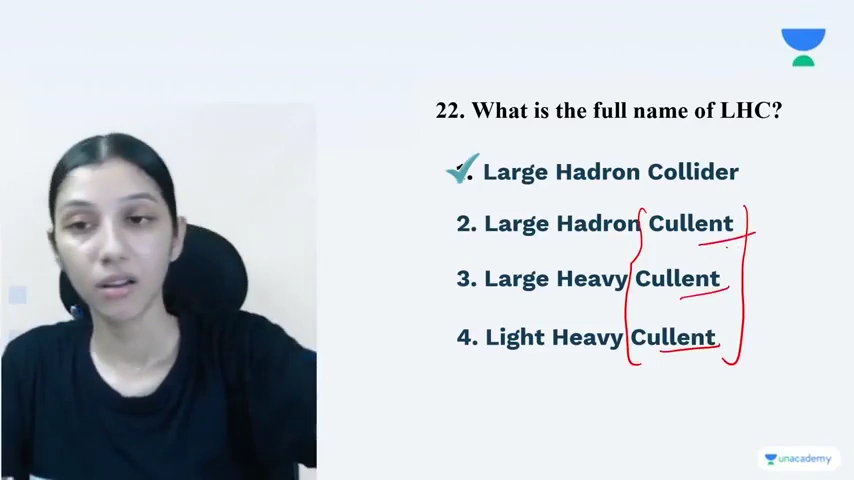 22. What is the full name of LHC?
1. Large Hadron Collider
2. Large Hadron Cullent
3. Large Heavy Cullent
4. Light Heavy Cullent
unacademy